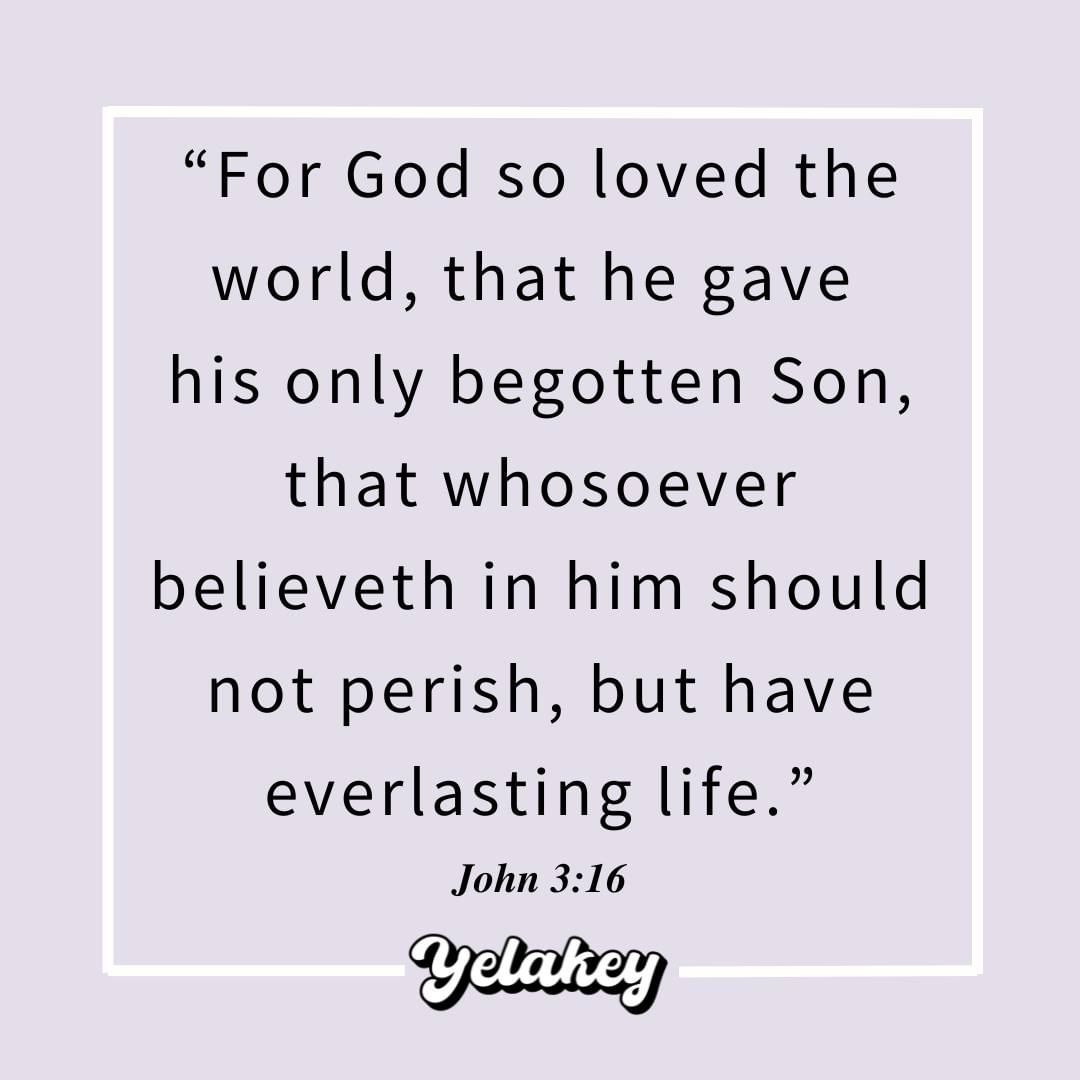 “For God so loved the
world, that he gave
his only begotten Son,
that whosoever
believeth in him should
not perish, but have
everlasting life.”
John 3:16
Yelakey